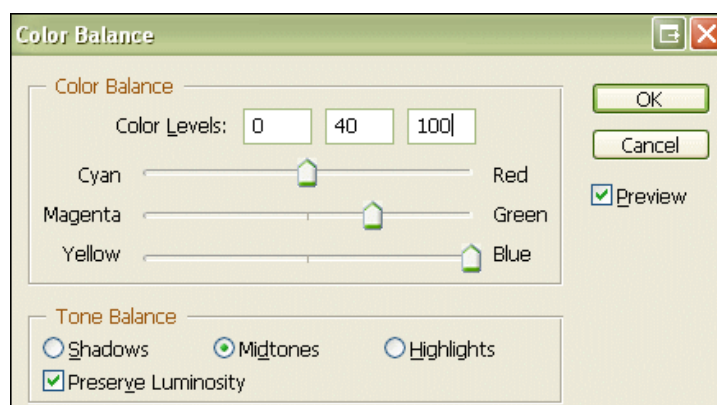 Color Balance
Color Balance
Color Levels: 0 40 100
Cyan Red
Magenta Green
Yellow Blue
Tone Balance
Shadows Midtones Highlights
Preserve Luminosity
OK
Cancel
Preview